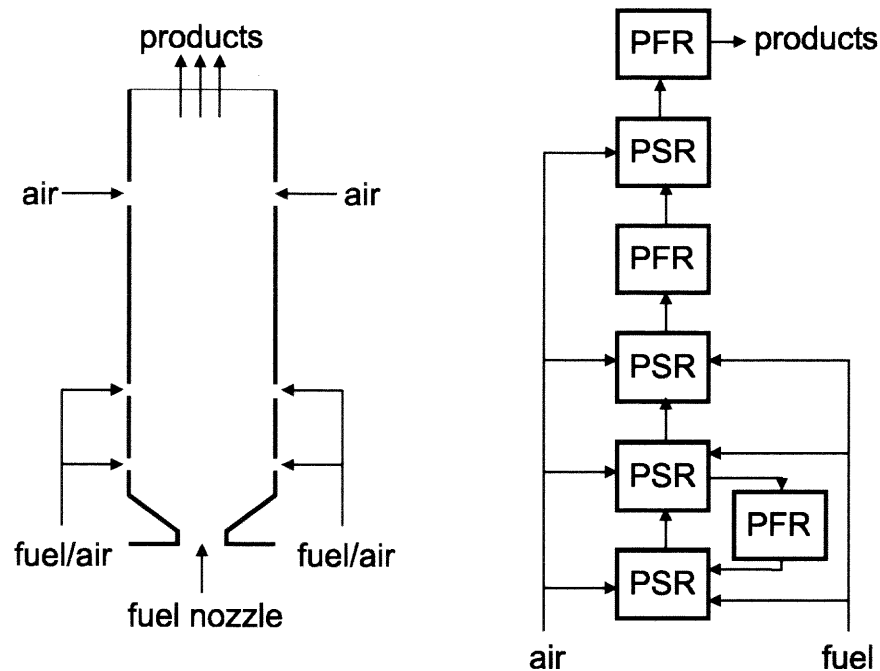 products
air
air
fuel/air
fuel/air
fuel nozzle
PFR
products
PSR
PFR
PSR
PSR
PFR
PSR
air
fuel